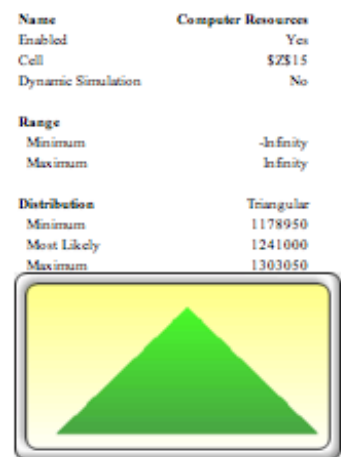 Name Computer Resources
Enabled Yes
Cell $Z$15
Dynamic Simulation No
Range
Minimum -Infinity
Maximum Infinity
Distribution Triangular
Minimum 1178950
Most Likely 1241000
Maximum 1303050